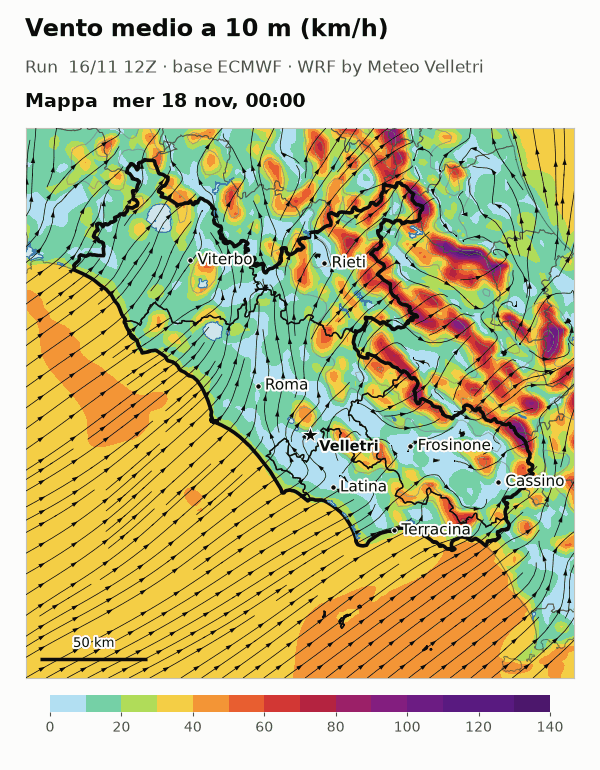 Vento medio a 10 m (km/h)
Run  16/11 12Z · base ECMWF · WRF by Meteo Velletri
Mappa  mer 18 nov, 00:00
Viterbo
Rieti
Roma
Velletri
Frosinone
Latina
Cassino
Terracina
50 km
0 20 40 60 80 100 120 140